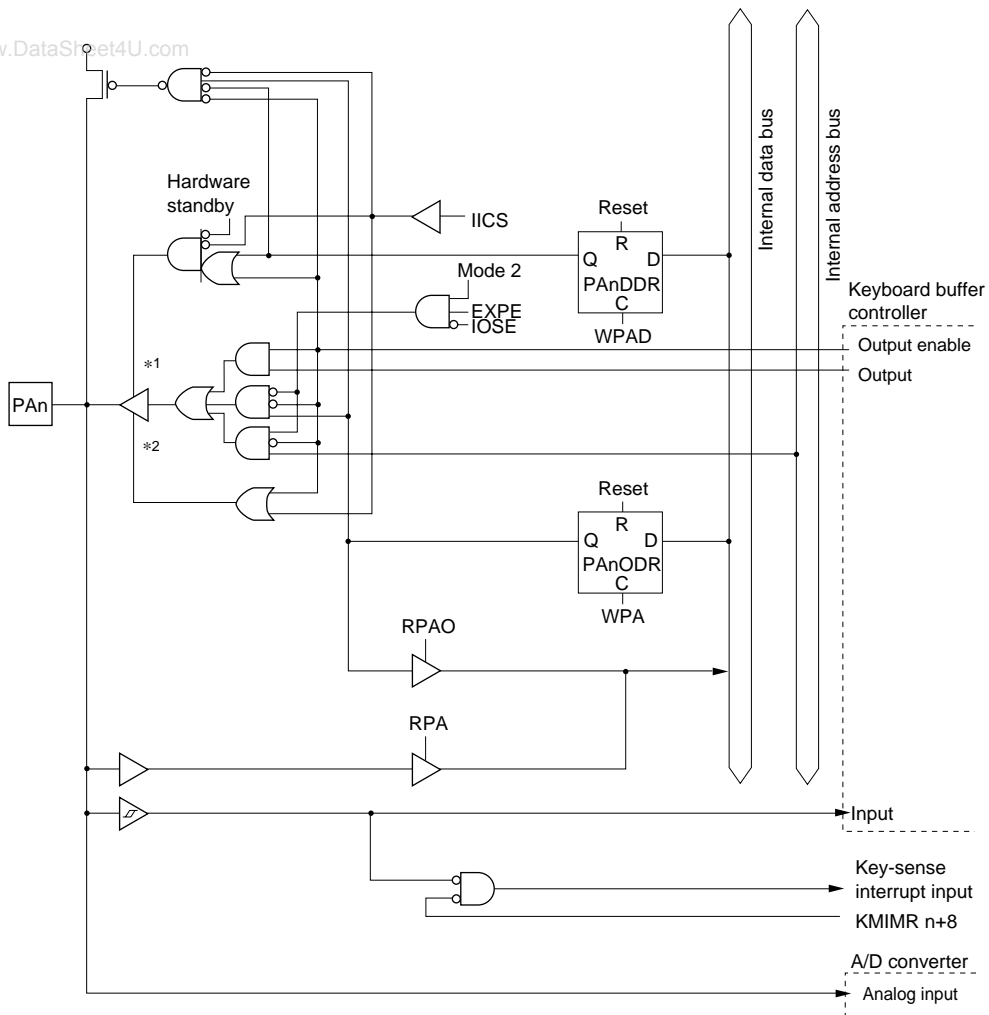 w.DataSheet4U.com
Hardware
standby
IICS
Reset
R
Q D
PAnDDR
C
WPAD
Internal data bus
Internal address bus
Mode 2
EXPE
IOSE
Keyboard buffer
controller
Output enable
Output
*1
PAn
*2
Reset
R
Q D
PAnODR
C
WPA
RPAO
RPA
Input
Key-sense
interrupt input
KMIMR n+8
A/D converter
Analog input